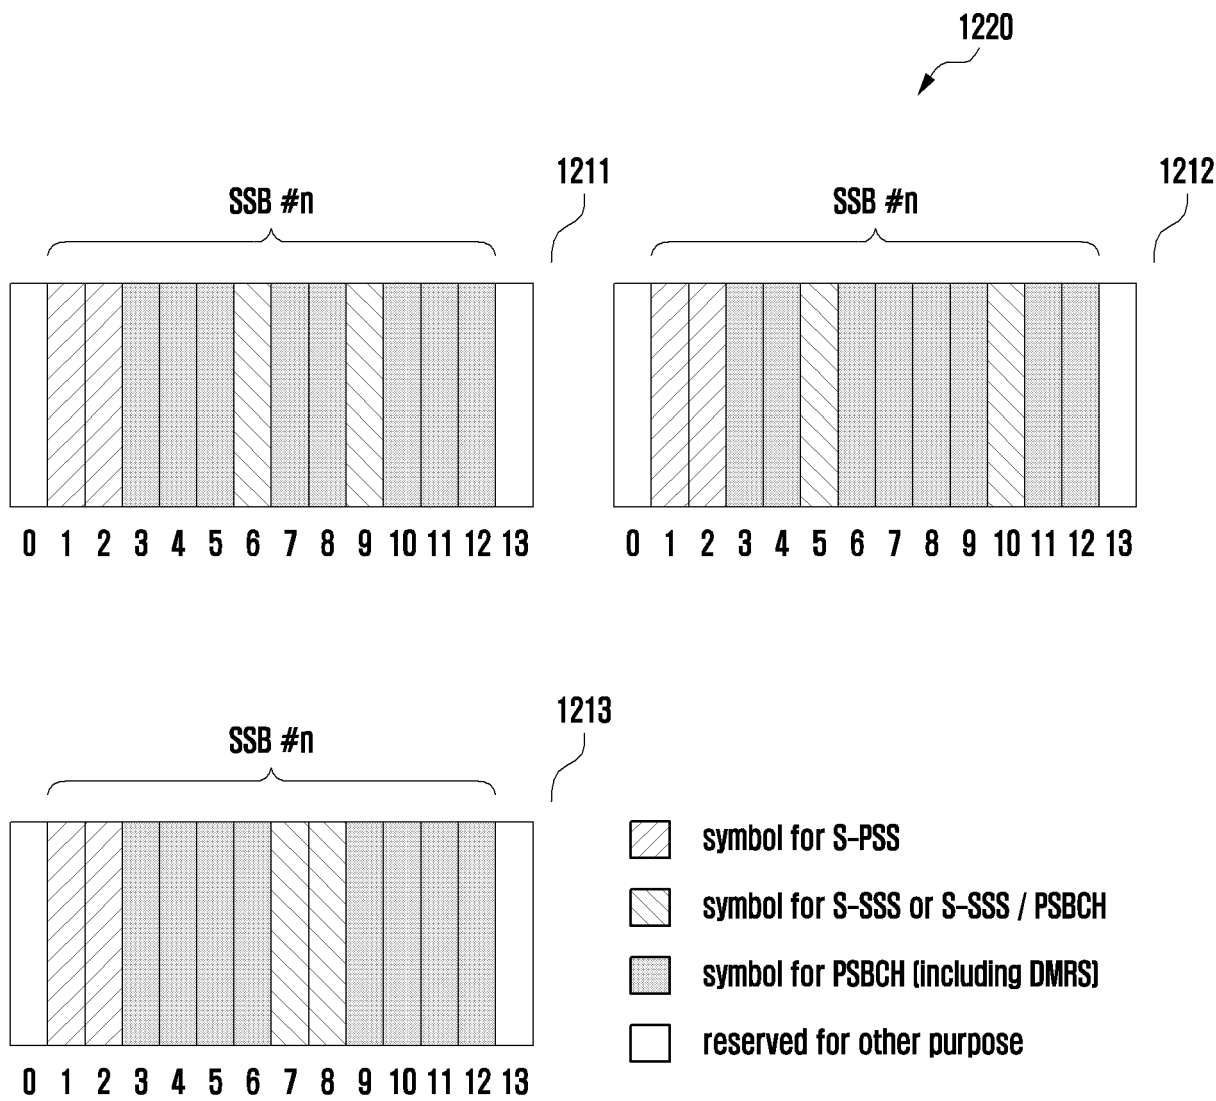 1220
1211
1212
SSB #n
SSB #n
0 1 2 3 4 5 6 7 8 9 10 11 12 13
0 1 2 3 4 5 6 7 8 9 10 11 12 13
1213
SSB #n
symbol for S-PSS
symbol for S-SSS or S-SSS / PSBCH
symbol for PSBCH (including DMRS)
reserved for other purpose
0 1 2 3 4 5 6 7 8 9 10 11 12 13